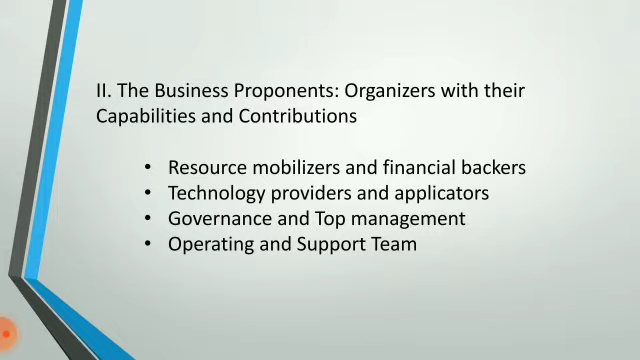 II. The Business Proponents: Organizers with their
Capabilities and Contributions
• Resource mobilizers and financial backers
• Technology providers and applicators
• Governance and Top management
• Operating and Support Team